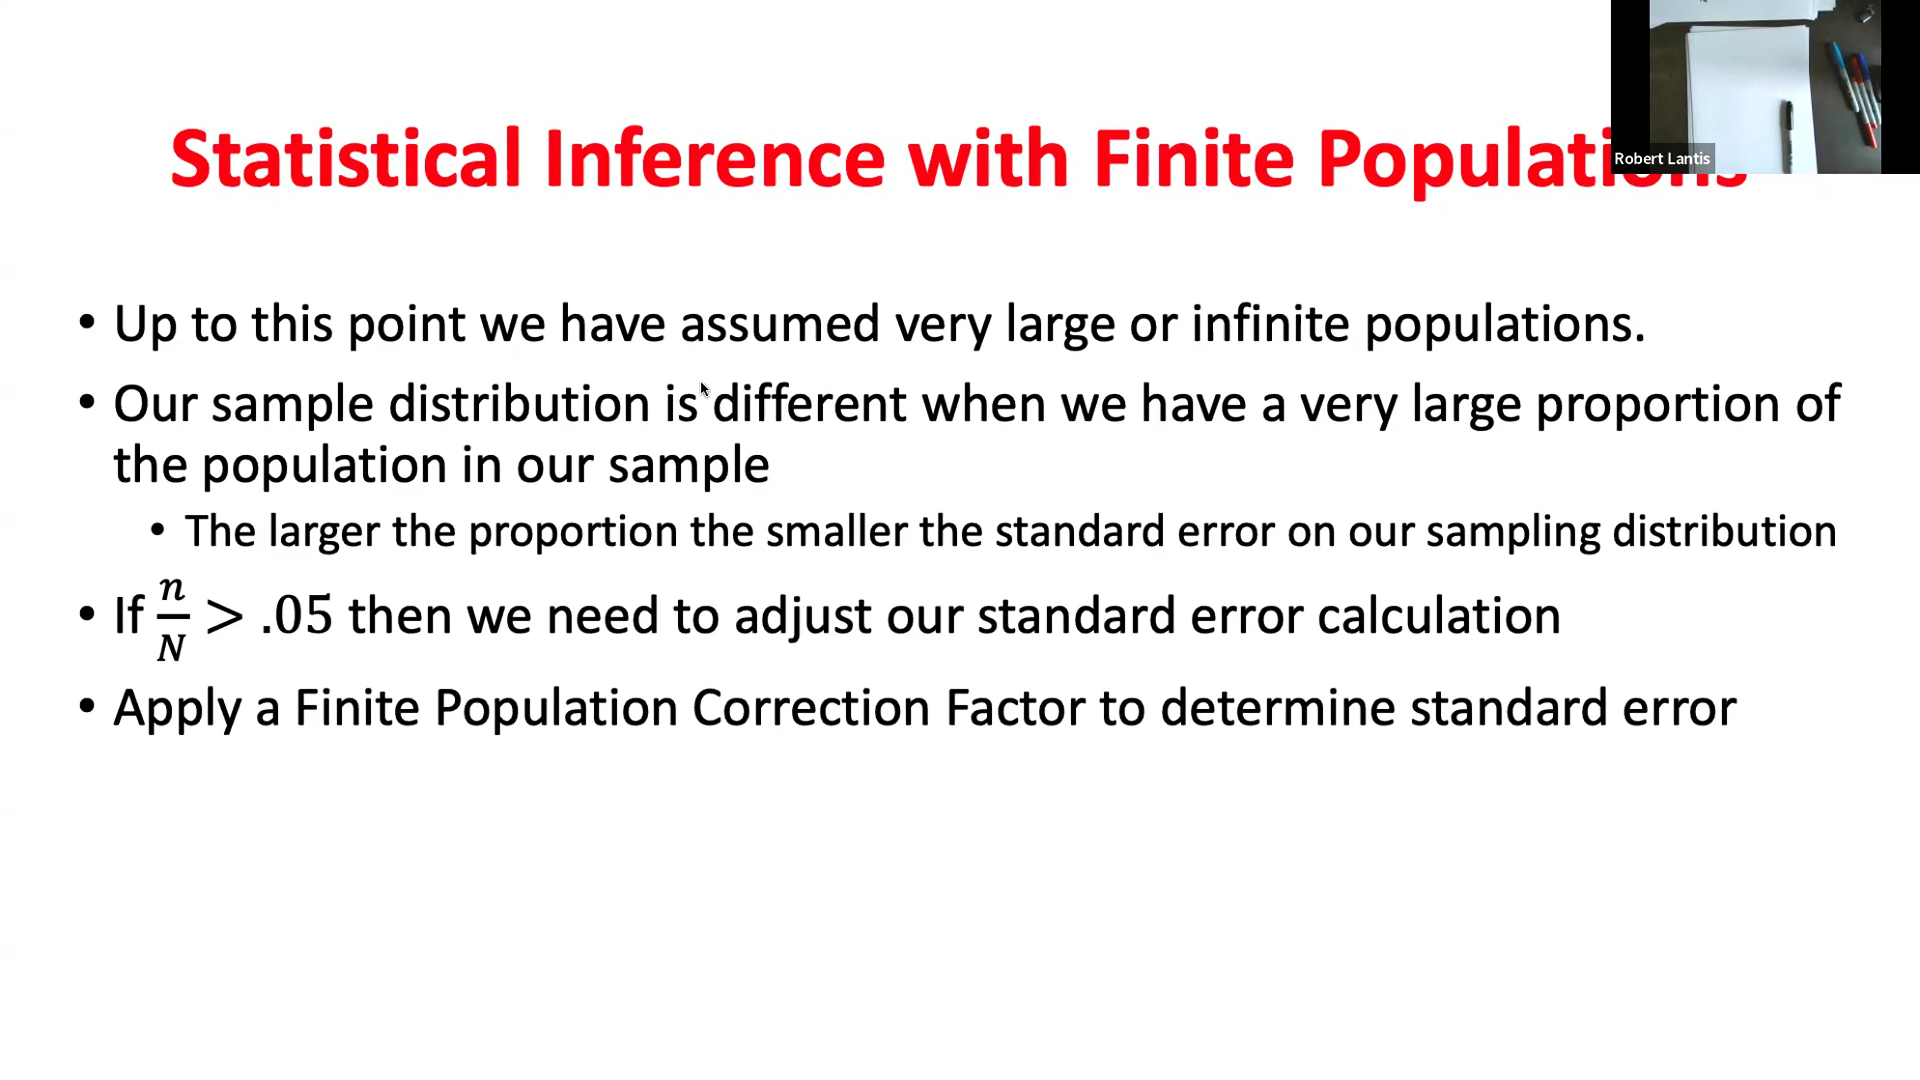 Statistical Inference with Finite Populations
Robert Lantis
• Up to this point we have assumed very large or infinite populations.
• Our sample distribution is different when we have a very large proportion of
the population in our sample
• The larger the proportion the smaller the standard error on our sampling distribution
• If n/N > .05 then we need to adjust our standard error calculation
• Apply a Finite Population Correction Factor to determine standard error